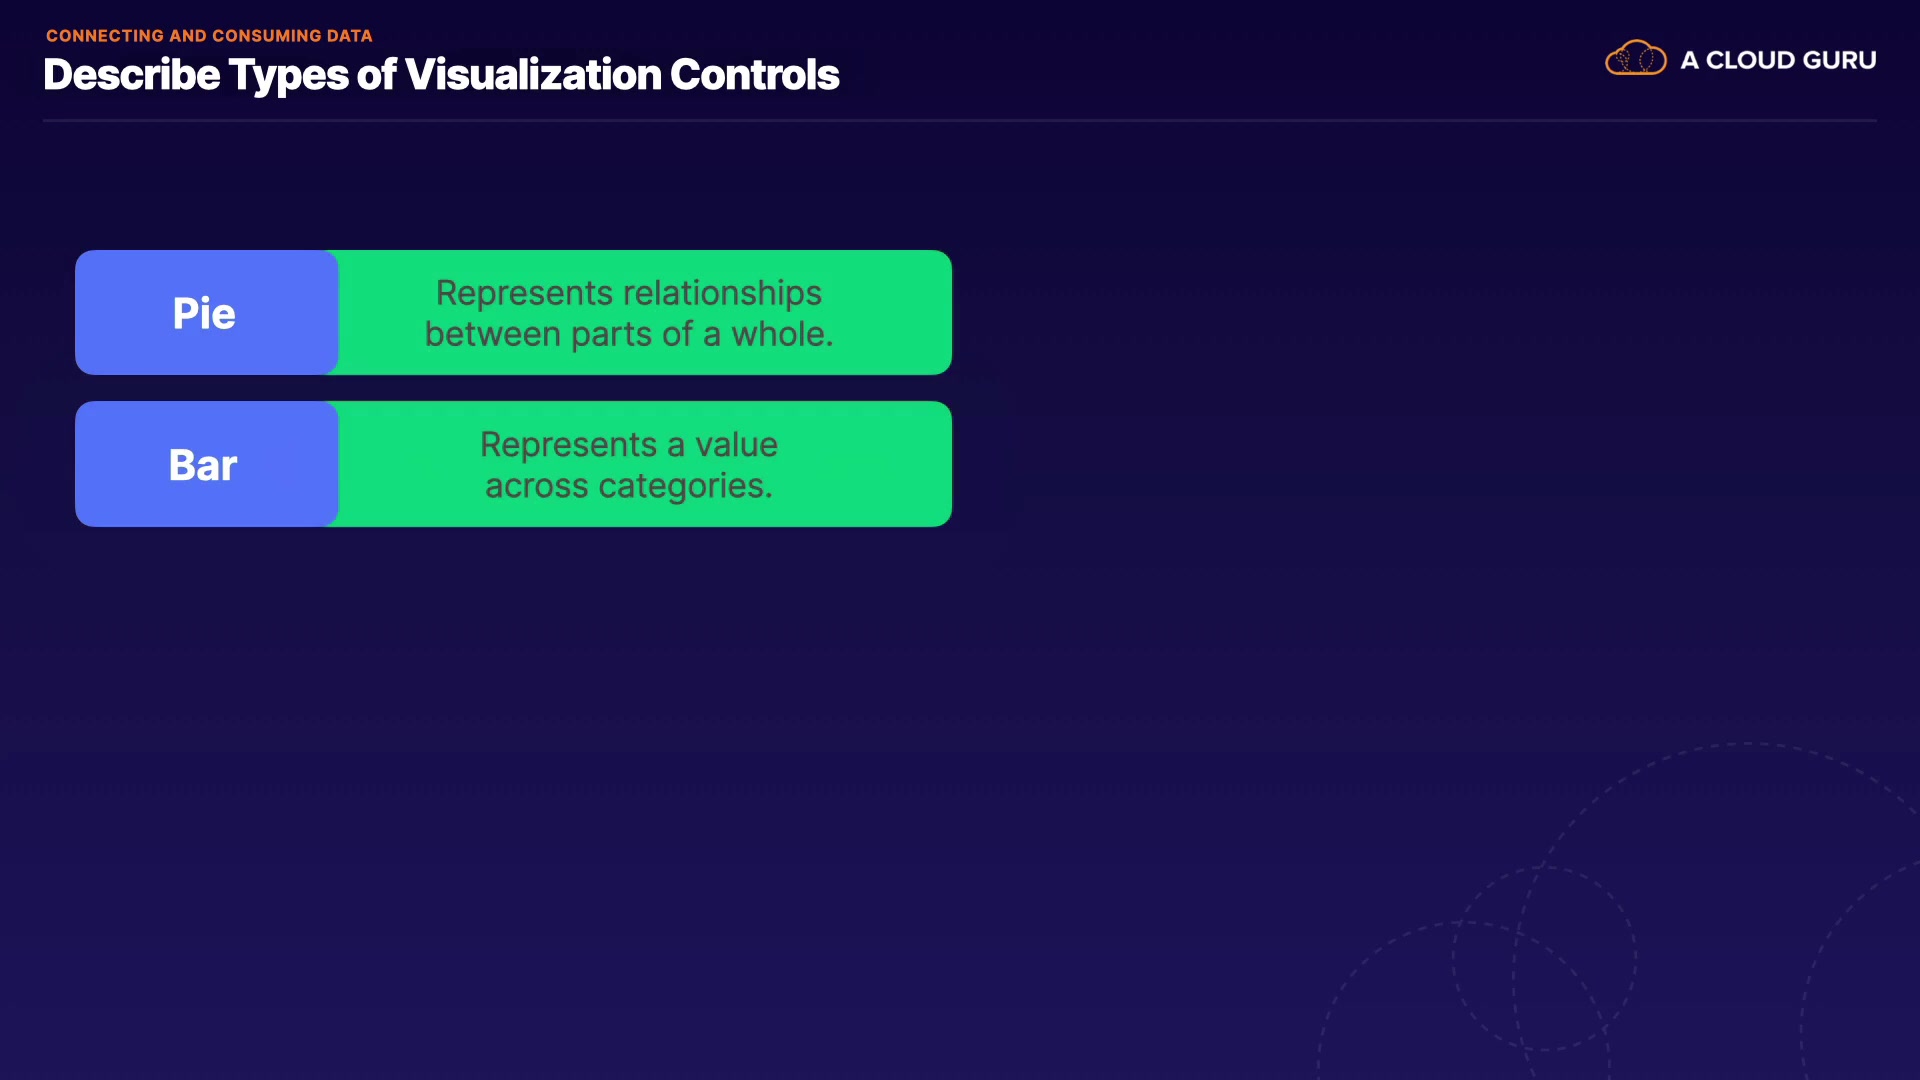 CONNECTING AND CONSUMING DATA
Describe Types of Visualization Controls
A CLOUD GURU
Pie
Represents relationships
between parts of a whole.
Bar
Represents a value
across categories.